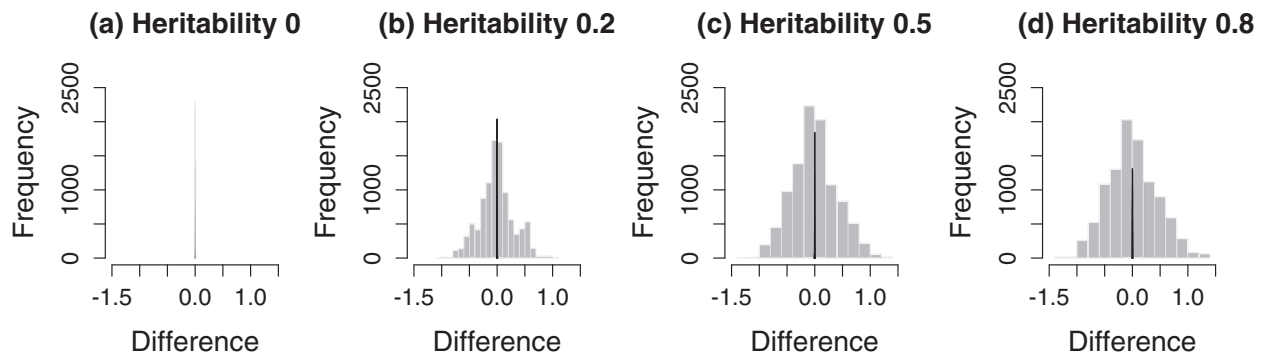 (a) Heritability 0
Frequency
0 1000 2500
-1.5 0.0 1.0
Difference
(b) Heritability 0.2
Frequency
0 1000 2500
-1.5 0.0 1.0
Difference
(c) Heritability 0.5
Frequency
0 1000 2500
-1.5 0.0 1.0
Difference
(d) Heritability 0.8
Frequency
0 1000 2500
-1.5 0.0 1.0
Difference